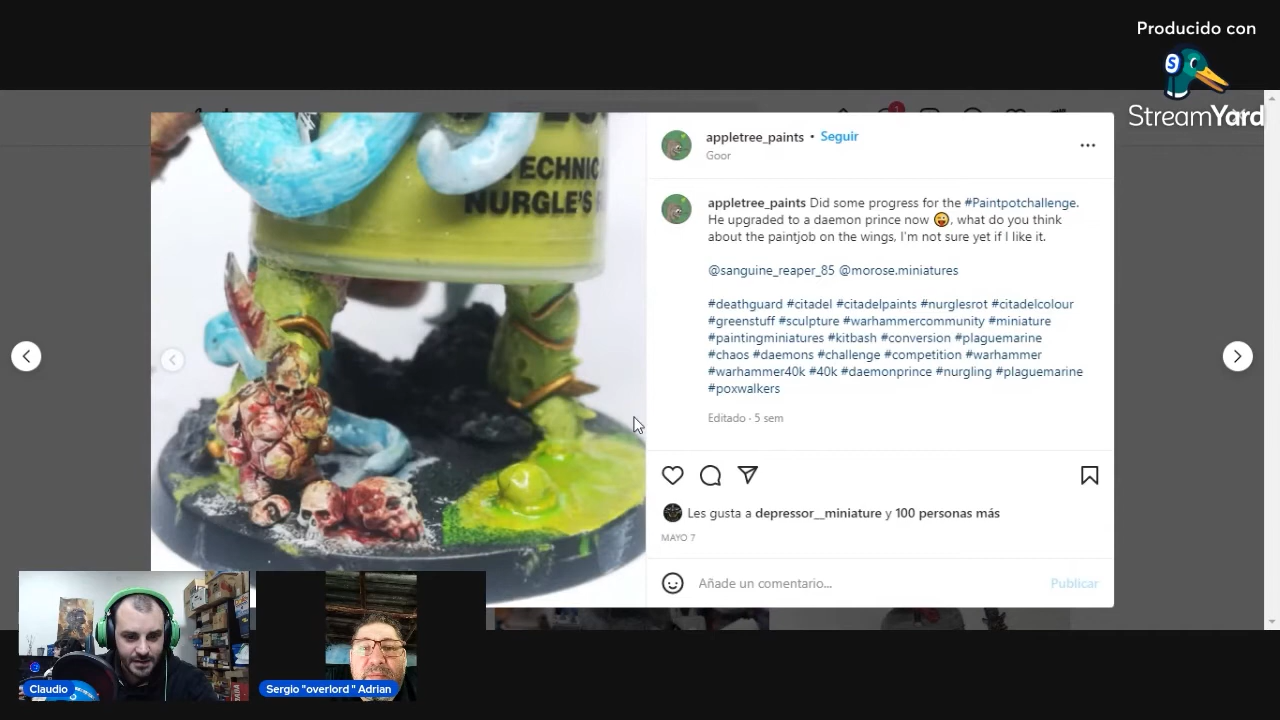 Producido con
StreamYard
1
TECHNIC
NURGLE'S
appletree_paints • Seguir
Goor
appletree_paints Did some progress for the #Paintpotchallenge.
He upgraded to a daemon prince now 😜, what do you think
about the paintjob on the wings, I'm not sure yet if I like it.
@sanguine_reaper_85 @morose.miniatures
#deathguard #citadel #citadelpaints #nurglesrot #citadelcolour
#greenstuff #sculpture #warhammercommunity #miniature
#paintingminiatures #kitbash #conversion #plaguemarine
#chaos #daemons #challenge #competition #warhammer
#warhammer40k #40k #daemonprince #nurgling #plaguemarine
#poxwalkers
Editado · 5 sem
Les gusta a depressor__miniature y 100 personas más
MAYO 7
Añade un comentario...
Publicar
Claudio
Sergio "overlord " Adrian